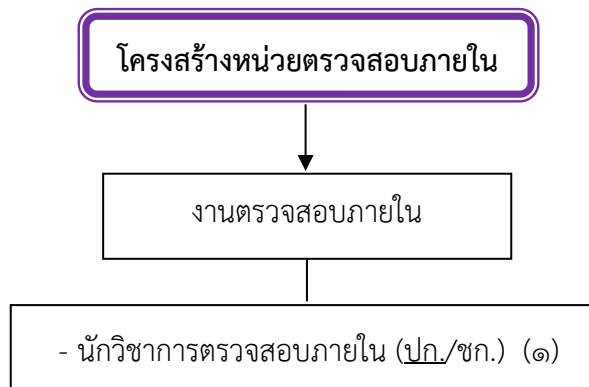 โครงสร้างหน่วยตรวจสอบภายใน
งานตรวจสอบภายใน
- นักวิชาการตรวจสอบภายใน (ปก./ชก.) (๑)